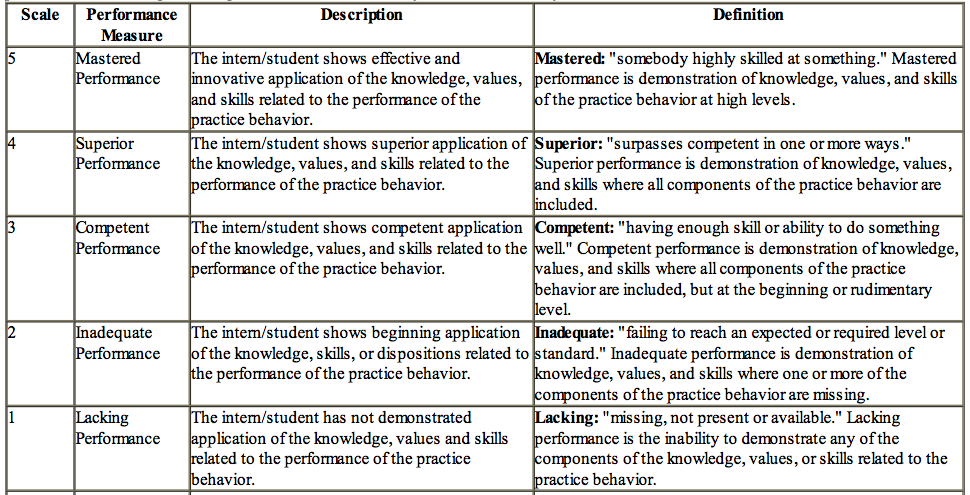 Scale Performance Measure Description Definition
5 Mastered Performance
The intern/student shows effective and
innovative application of the knowledge, values,
and skills related to the performance of the
practice behavior.
Mastered: "somebody highly skilled at something." Mastered
performance is demonstration of knowledge, values, and skills
of the practice behavior at high levels.
4 Superior Performance
The intern/student shows superior application of
the knowledge, values, and skills related to the
performance of the practice behavior.
Superior: "surpasses competent in one or more ways."
Superior performance is demonstration of knowledge, values,
and skills where all components of the practice behavior are
included.
3 Competent Performance
The intern/student shows competent application
of the knowledge, values, and skills related to the
performance of the practice behavior.
Competent: "having enough skill or ability to do something
well." Competent performance is demonstration of knowledge,
values, and skills where all components of the practice
behavior are included, but at the beginning or rudimentary
level.
2 Inadequate Performance
The intern/student shows beginning application
of the knowledge, skills, or dispositions related to
the performance of the practice behavior.
Inadequate: "failing to reach an expected or required level or
standard." Inadequate performance is demonstration of
knowledge, values, and skills where one or more of the
components of the practice behavior are missing.
1 Lacking Performance
The intern/student has not demonstrated
application of the knowledge, values and skills
related to the performance of the practice
behavior.
Lacking: "missing, not present or available." Lacking
performance is the inability to demonstrate any of the
components of the knowledge, values, or skills related to the
practice behavior.